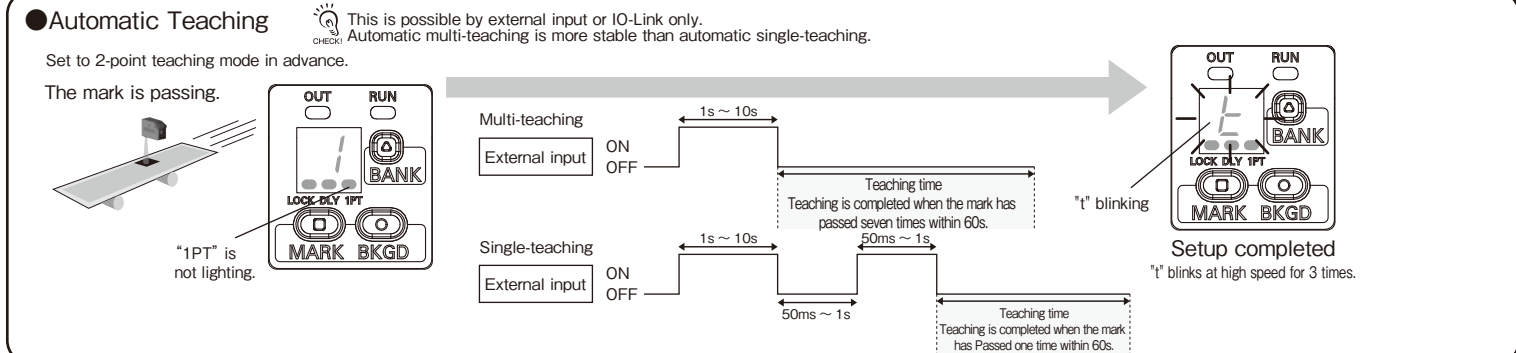 ●Automatic Teaching
CHECK!
This is possible by external input or IO-Link only.
Automatic multi-teaching is more stable than automatic single-teaching.
Set to 2-point teaching mode in advance.
The mark is passing.
OUT RUN
1
BANK
LOCK DLY 1PT
MARK BKGD
“1PT” is
not lighting.
Multi-teaching
External input
ON
OFF
1s ~ 10s
Teaching time
Teaching is completed when the mark has
passed seven times within 60s.
Single-teaching
External input
ON
OFF
1s ~ 10s
50ms ~ 1s
50ms ~ 1s
Teaching time
Teaching is completed when the mark
has Passed one time within 60s.
OUT RUN
t
BANK
LOCK DLY 1PT
MARK BKGD
"t" blinking
Setup completed
"t" blinks at high speed for 3 times.